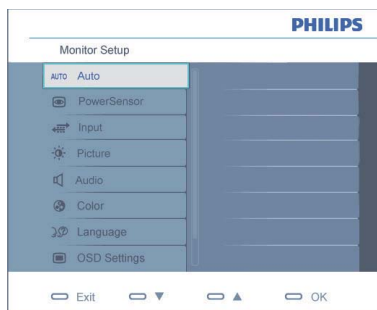 PHILIPS
Monitor Setup
AUTO Auto
PowerSensor
Input
Picture
Audio
Color
Language
OSD Settings
Exit ▼ ▲ OK